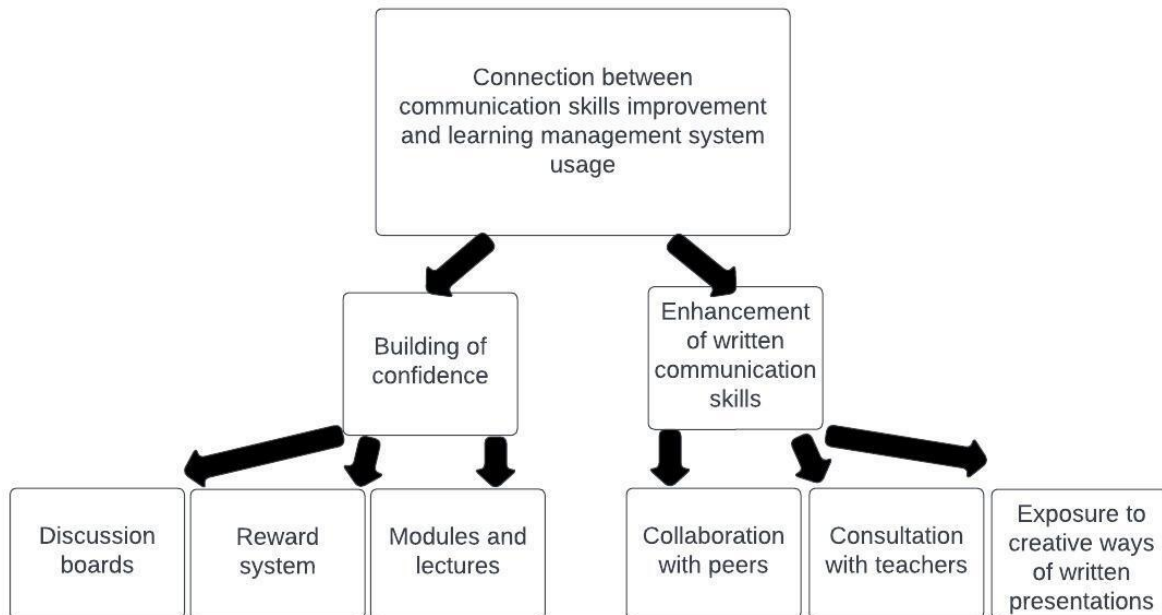 Connection between
communication skills improvement
and learning management system
usage
Building of
confidence
Enhancement
of written
communication
skills
Discussion
boards
Reward
system
Modules and
lectures
Collaboration
with peers
Consultation
with teachers
Exposure to
creative ways
of written
presentations